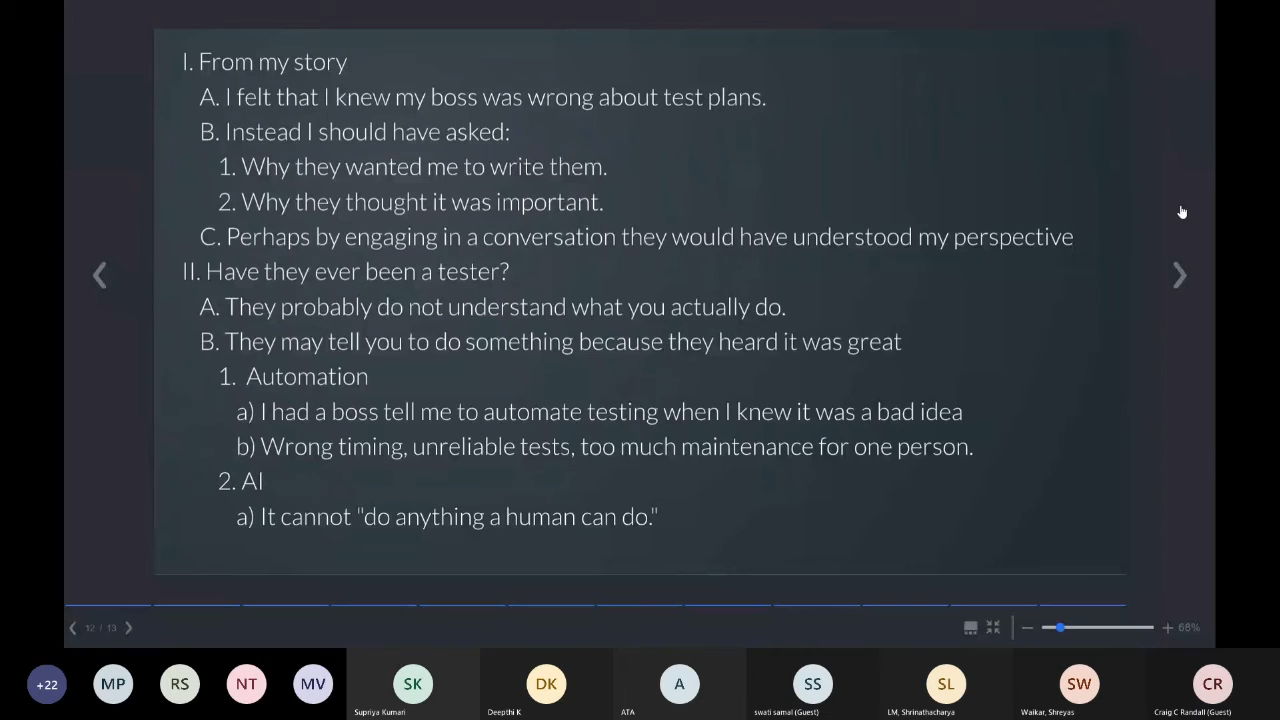 I. From my story
A. I felt that I knew my boss was wrong about test plans.
B. Instead I should have asked:
1. Why they wanted me to write them.
2. Why they thought it was important.
C. Perhaps by engaging in a conversation they would have understood my perspective
II. Have they ever been a tester?
A. They probably do not understand what you actually do.
B. They may tell you to do something because they heard it was great
1. Automation
a) I had a boss tell me to automate testing when I knew it was a bad idea
b) Wrong timing, unreliable tests, too much maintenance for one person.
2. AI
a) It cannot "do anything a human can do."
12 / 13
68%
+22 MP RS NT MV SK DK A SS SL SW CR
Supriya Kumari Deepthi K ATA swati samal (Guest) LM, Shrinathacharya Waikar, Shreyas Craig C Randall (Guest)